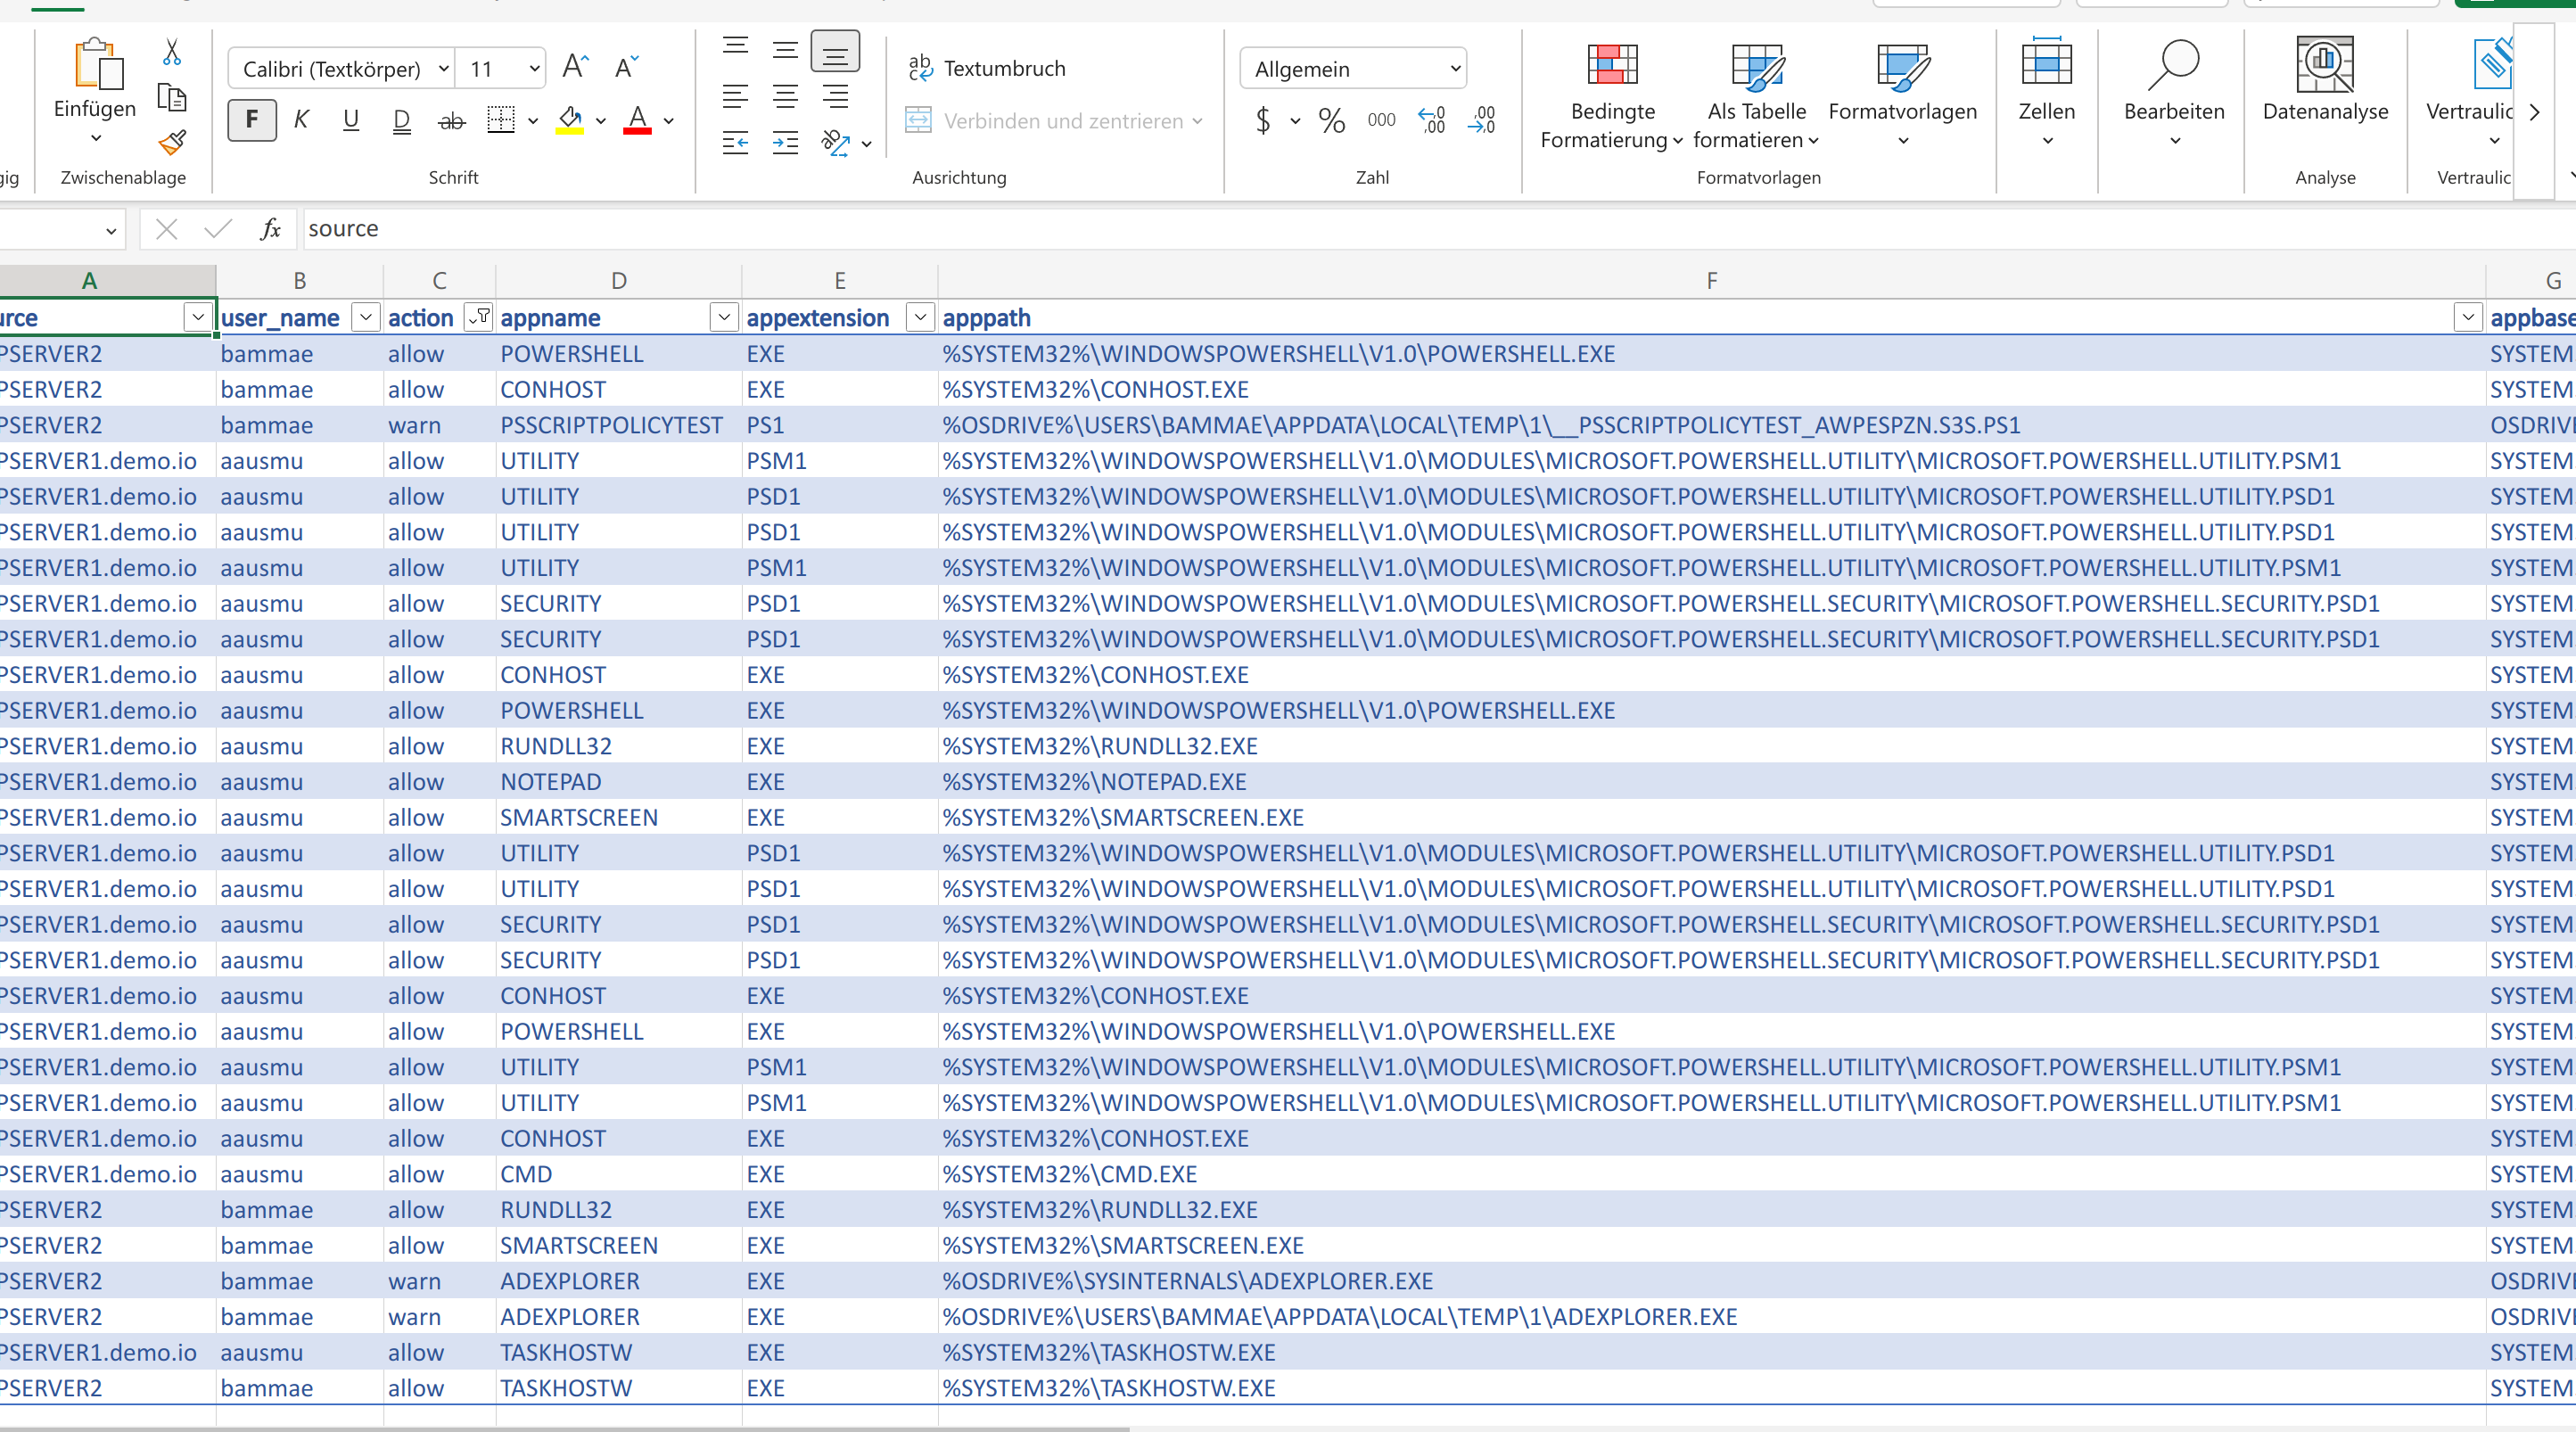 Einfügen
Zwischenablage
Calibri (Textkörper) 11
F K U D ab A
Schrift
Textumbruch
Verbinden und zentrieren
Ausrichtung
Allgemein
$ % 000
Zahl
Bedingte Formatierung
Als Tabelle formatieren
Formatvorlagen
Formatvorlagen
Zellen
Bearbeiten
Datenanalyse
Analyse
Vertraulic
Vertraulic
fx source
A B C D E F G
urce user_name action appname appextension apppath appbase
PSERVER2 bammae allow POWERSHELL EXE %SYSTEM32%\WINDOWSPOWERSHELL\V1.0\POWERSHELL.EXE SYSTEM
PSERVER2 bammae allow CONHOST EXE %SYSTEM32%\CONHOST.EXE SYSTEM
PSERVER2 bammae warn PSSCRIPTPOLICYTEST PS1 %OSDRIVE%\USERS\BAMMAE\APPDATA\LOCAL\TEMP\1\__PSSCRIPTPOLICYTEST_AWPESPZN.S3S.PS1 OSDRIVE
PSERVER1.demo.io aausmu allow UTILITY PSM1 %SYSTEM32%\WINDOWSPOWERSHELL\V1.0\MODULES\MICROSOFT.POWERSHELL.UTILITY\MICROSOFT.POWERSHELL.UTILITY.PSM1 SYSTEM
PSERVER1.demo.io aausmu allow UTILITY PSD1 %SYSTEM32%\WINDOWSPOWERSHELL\V1.0\MODULES\MICROSOFT.POWERSHELL.UTILITY\MICROSOFT.POWERSHELL.UTILITY.PSD1 SYSTEM
PSERVER1.demo.io aausmu allow UTILITY PSD1 %SYSTEM32%\WINDOWSPOWERSHELL\V1.0\MODULES\MICROSOFT.POWERSHELL.UTILITY\MICROSOFT.POWERSHELL.UTILITY.PSD1 SYSTEM
PSERVER1.demo.io aausmu allow UTILITY PSM1 %SYSTEM32%\WINDOWSPOWERSHELL\V1.0\MODULES\MICROSOFT.POWERSHELL.UTILITY\MICROSOFT.POWERSHELL.UTILITY.PSM1 SYSTEM
PSERVER1.demo.io aausmu allow SECURITY PSD1 %SYSTEM32%\WINDOWSPOWERSHELL\V1.0\MODULES\MICROSOFT.POWERSHELL.SECURITY\MICROSOFT.POWERSHELL.SECURITY.PSD1 SYSTEM
PSERVER1.demo.io aausmu allow SECURITY PSD1 %SYSTEM32%\WINDOWSPOWERSHELL\V1.0\MODULES\MICROSOFT.POWERSHELL.SECURITY\MICROSOFT.POWERSHELL.SECURITY.PSD1 SYSTEM
PSERVER1.demo.io aausmu allow CONHOST EXE %SYSTEM32%\CONHOST.EXE SYSTEM
PSERVER1.demo.io aausmu allow POWERSHELL EXE %SYSTEM32%\WINDOWSPOWERSHELL\V1.0\POWERSHELL.EXE SYSTEM
PSERVER1.demo.io aausmu allow RUNDLL32 EXE %SYSTEM32%\RUNDLL32.EXE SYSTEM
PSERVER1.demo.io aausmu allow NOTEPAD EXE %SYSTEM32%\NOTEPAD.EXE SYSTEM
PSERVER1.demo.io aausmu allow SMARTSCREEN EXE %SYSTEM32%\SMARTSCREEN.EXE SYSTEM
PSERVER1.demo.io aausmu allow UTILITY PSD1 %SYSTEM32%\WINDOWSPOWERSHELL\V1.0\MODULES\MICROSOFT.POWERSHELL.UTILITY\MICROSOFT.POWERSHELL.UTILITY.PSD1 SYSTEM
PSERVER1.demo.io aausmu allow UTILITY PSD1 %SYSTEM32%\WINDOWSPOWERSHELL\V1.0\MODULES\MICROSOFT.POWERSHELL.UTILITY\MICROSOFT.POWERSHELL.UTILITY.PSD1 SYSTEM
PSERVER1.demo.io aausmu allow SECURITY PSD1 %SYSTEM32%\WINDOWSPOWERSHELL\V1.0\MODULES\MICROSOFT.POWERSHELL.SECURITY\MICROSOFT.POWERSHELL.SECURITY.PSD1 SYSTEM
PSERVER1.demo.io aausmu allow SECURITY PSD1 %SYSTEM32%\WINDOWSPOWERSHELL\V1.0\MODULES\MICROSOFT.POWERSHELL.SECURITY\MICROSOFT.POWERSHELL.SECURITY.PSD1 SYSTEM
PSERVER1.demo.io aausmu allow CONHOST EXE %SYSTEM32%\CONHOST.EXE SYSTEM
PSERVER1.demo.io aausmu allow POWERSHELL EXE %SYSTEM32%\WINDOWSPOWERSHELL\V1.0\POWERSHELL.EXE SYSTEM
PSERVER1.demo.io aausmu allow UTILITY PSM1 %SYSTEM32%\WINDOWSPOWERSHELL\V1.0\MODULES\MICROSOFT.POWERSHELL.UTILITY\MICROSOFT.POWERSHELL.UTILITY.PSM1 SYSTEM
PSERVER1.demo.io aausmu allow UTILITY PSM1 %SYSTEM32%\WINDOWSPOWERSHELL\V1.0\MODULES\MICROSOFT.POWERSHELL.UTILITY\MICROSOFT.POWERSHELL.UTILITY.PSM1 SYSTEM
PSERVER1.demo.io aausmu allow CONHOST EXE %SYSTEM32%\CONHOST.EXE SYSTEM
PSERVER1.demo.io aausmu allow CMD EXE %SYSTEM32%\CMD.EXE SYSTEM
PSERVER2 bammae allow RUNDLL32 EXE %SYSTEM32%\RUNDLL32.EXE SYSTEM
PSERVER2 bammae allow SMARTSCREEN EXE %SYSTEM32%\SMARTSCREEN.EXE SYSTEM
PSERVER2 bammae warn ADEXPLORER EXE %OSDRIVE%\SYSINTERNALS\ADEXPLORER.EXE OSDRIVE
PSERVER2 bammae warn ADEXPLORER EXE %OSDRIVE%\USERS\BAMMAE\APPDATA\LOCAL\TEMP\1\ADEXPLORER.EXE OSDRIVE
PSERVER1.demo.io aausmu allow TASKHOSTW EXE %SYSTEM32%\TASKHOSTW.EXE SYSTEM
PSERVER2 bammae allow TASKHOSTW EXE %SYSTEM32%\TASKHOSTW.EXE SYSTEM